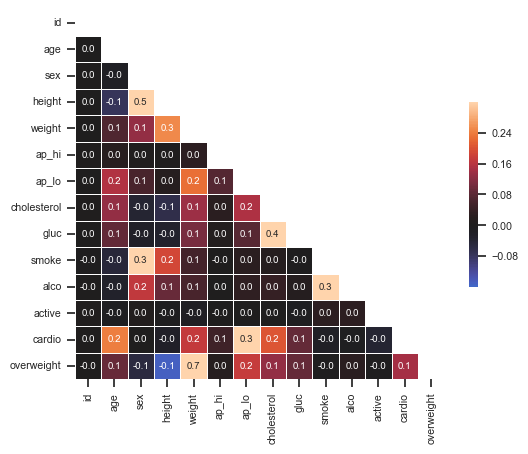 id
age 0.0
sex 0.0 -0.0
height 0.0 -0.1 0.5
weight 0.0 0.1 0.1 0.3
ap_hi 0.0 0.0 0.0 0.0 0.0
ap_lo 0.0 0.2 0.1 0.0 0.2 0.1
cholesterol 0.0 0.1 -0.0 -0.1 0.1 0.0 0.2
gluc 0.0 0.1 -0.0 -0.0 0.1 0.0 0.1 0.4
smoke -0.0 -0.0 0.3 0.2 0.1 -0.0 0.0 0.0 -0.0
alco 0.0 -0.0 0.2 0.1 0.1 0.0 0.0 0.0 0.0 0.3
active 0.0 -0.0 0.0 -0.0 -0.0 -0.0 0.0 0.0 -0.0 0.0 0.0
cardio 0.0 0.2 0.0 -0.0 0.2 0.1 0.3 0.2 0.1 -0.0 -0.0 -0.0
overweight -0.0 0.1 -0.1 -0.1 0.7 0.0 0.2 0.1 0.1 -0.0 0.0 -0.0 0.1
id age sex height weight ap_hi ap_lo cholesterol gluc smoke alco active cardio overweight
0.24
0.16
0.08
0.00
−0.08